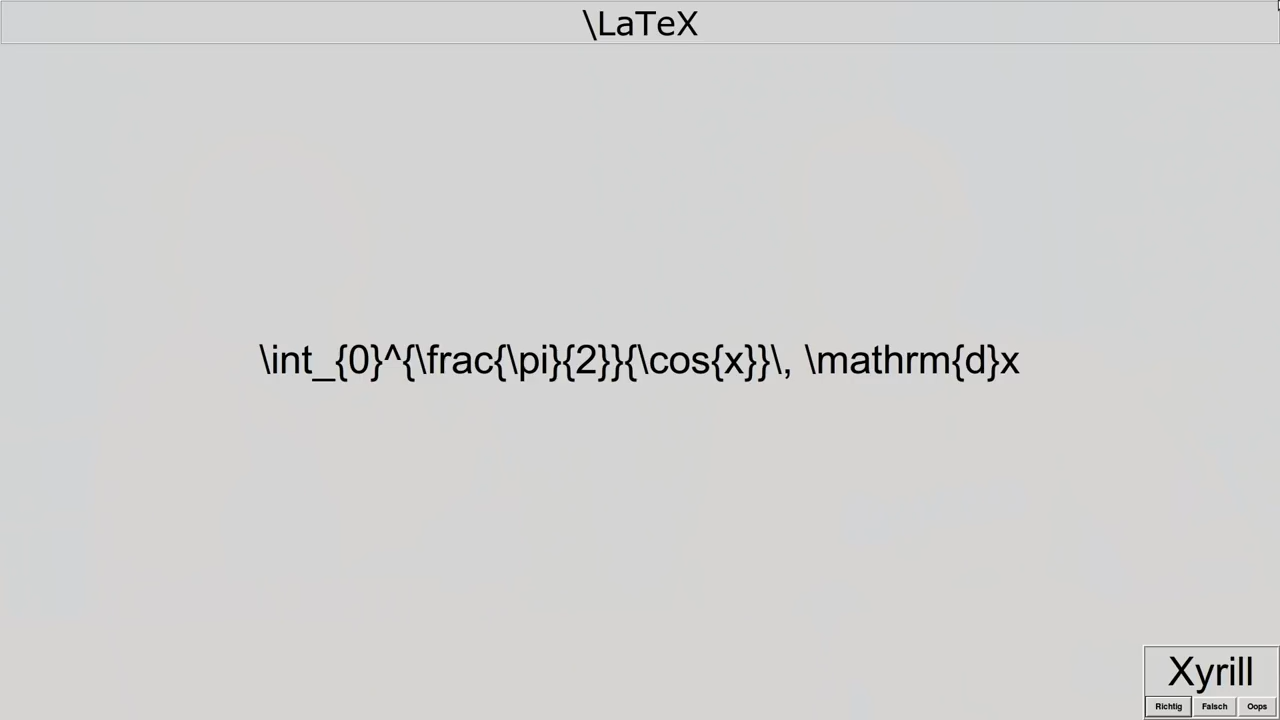 \LaTeX
\int_{0}^{\frac{\pi}{2}}{\cos{x}}\, \mathrm{d}x
Xyrill
Richtig Falsch Oops